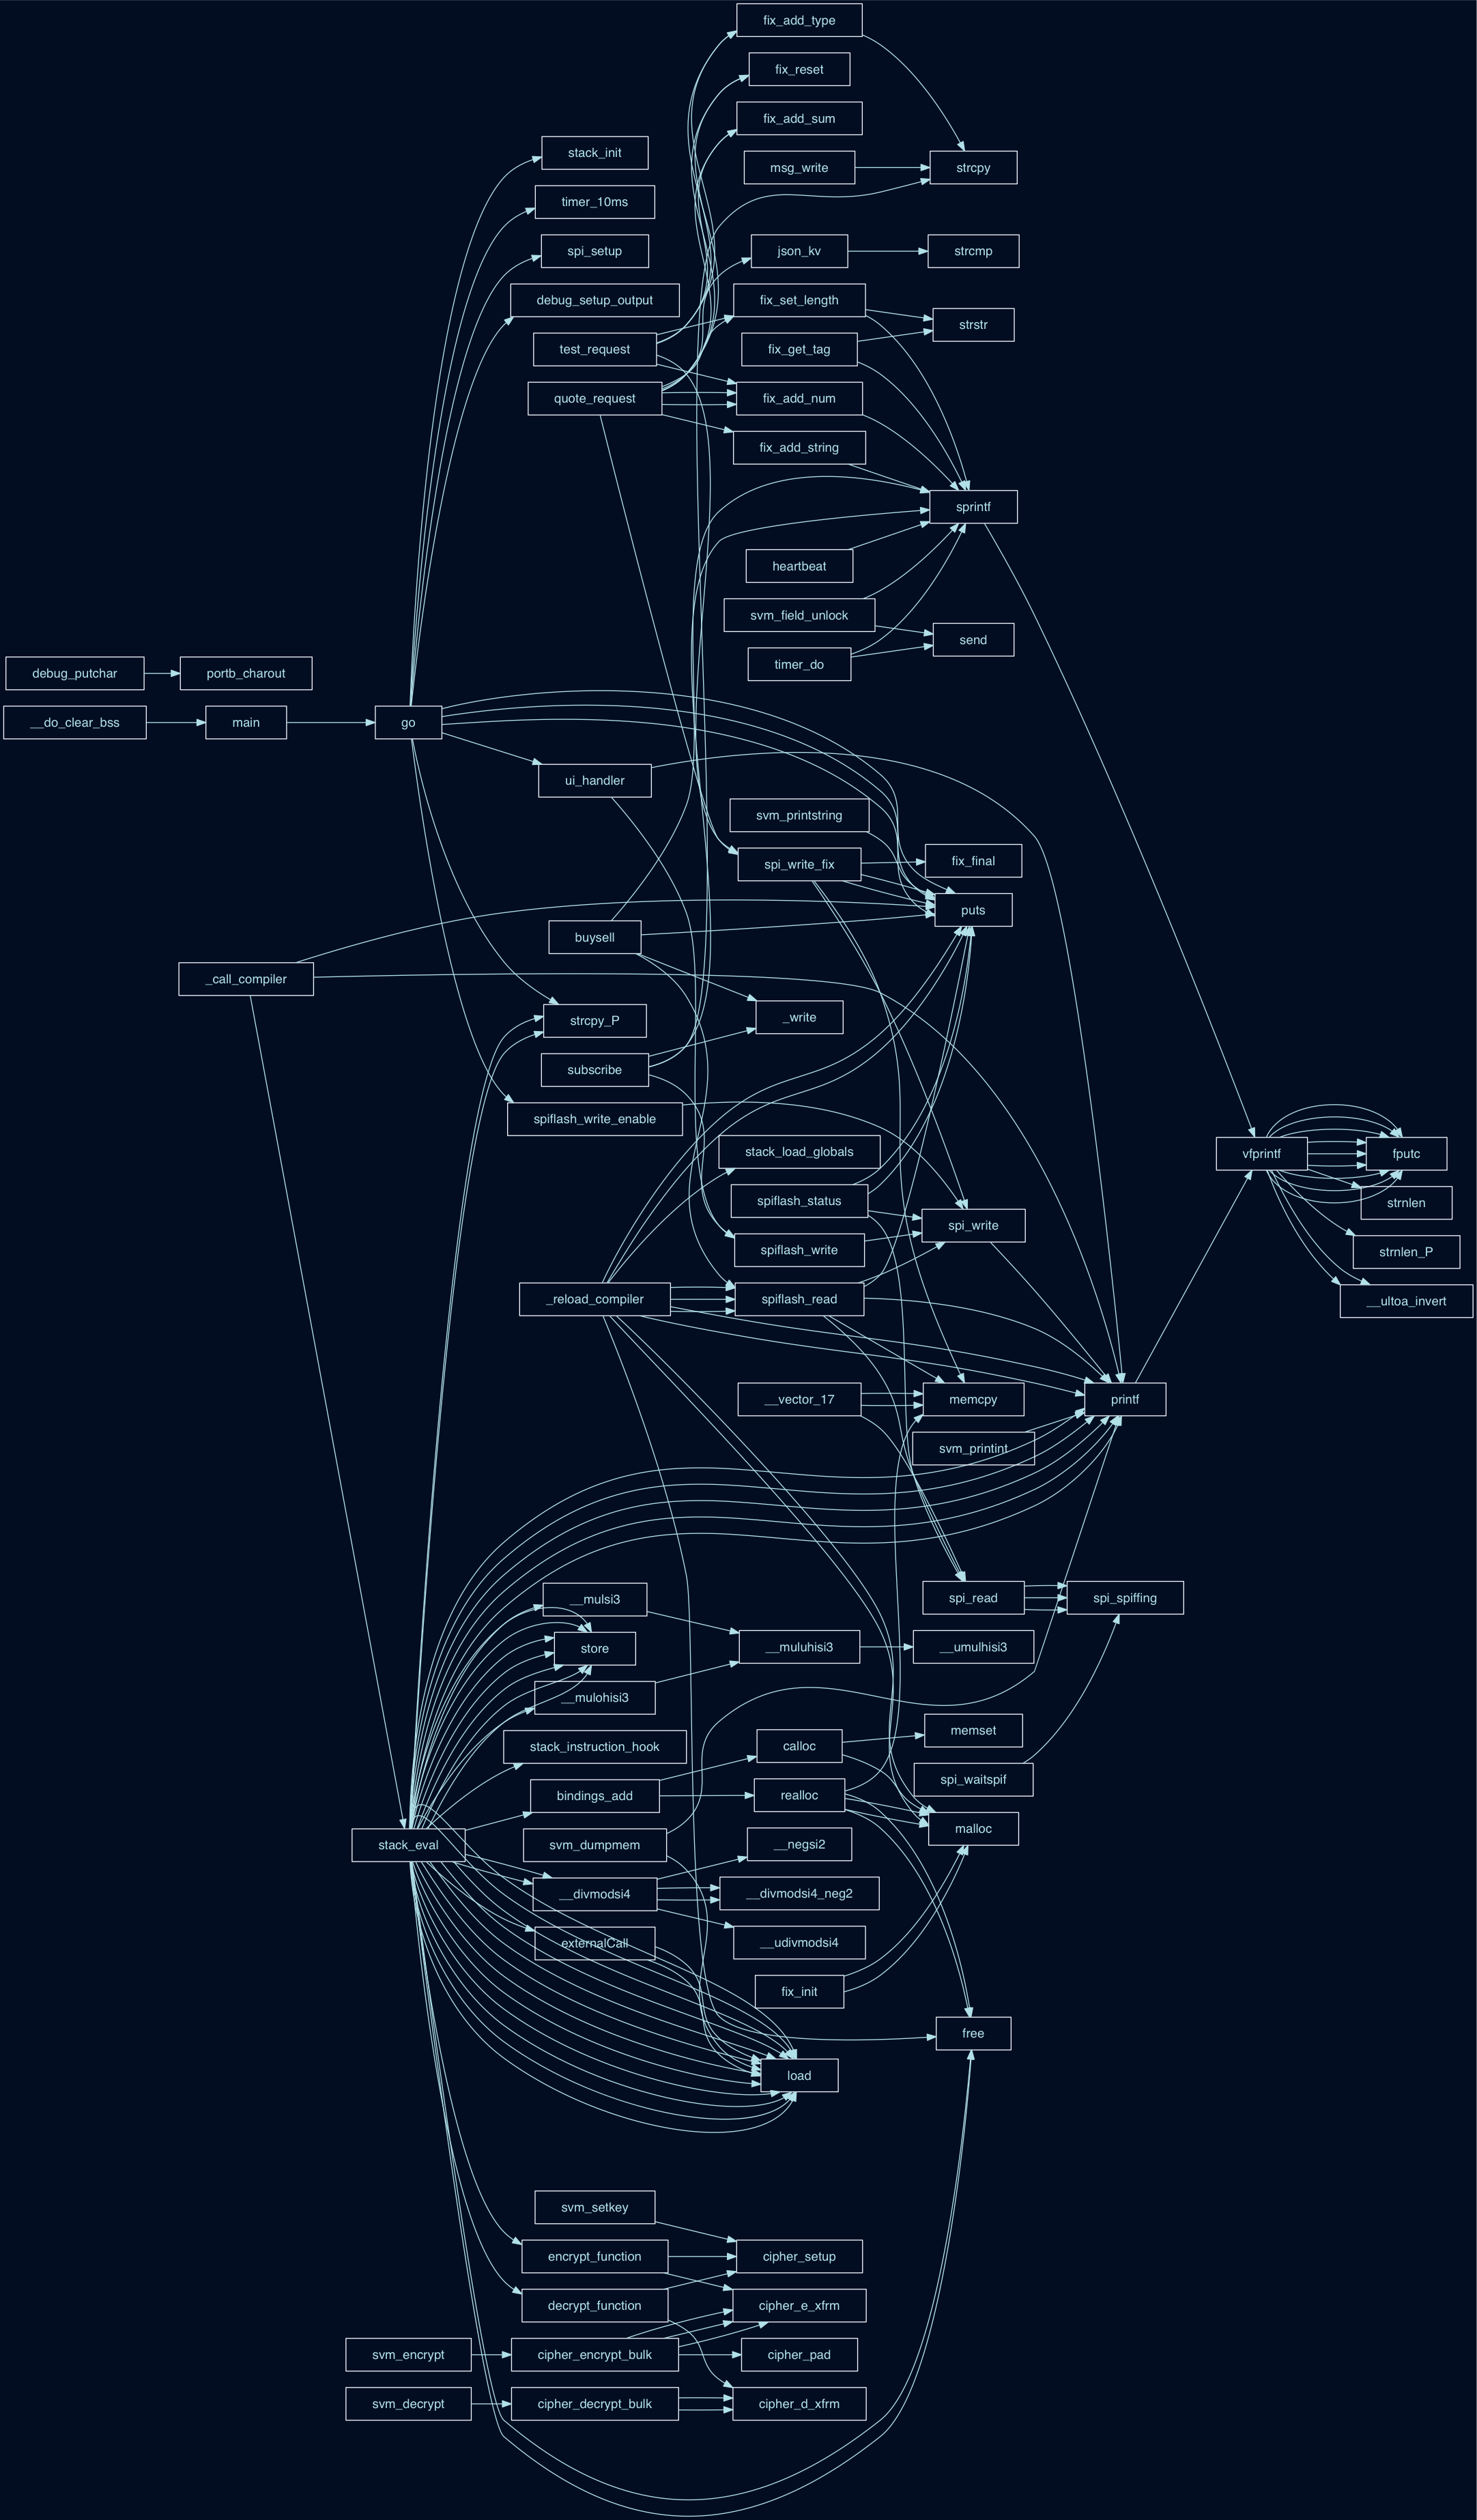 fix_add_type
fix_reset
fix_add_sum
stack_init
msg_write
strcpy
timer_10ms
spi_setup
json_kv
strcmp
debug_setup_output
fix_set_length
strstr
test_request
fix_get_tag
quote_request
fix_add_num
fix_add_string
sprintf
heartbeat
svm_field_unlock
send
timer_do
debug_putchar
portb_charout
__do_clear_bss
main
go
ui_handler
svm_printstring
spi_write_fix
fix_final
puts
buysell
_call_compiler
strcpy_P
_write
subscribe
spiflash_write_enable
stack_load_globals
vfprintf
fputc
spiflash_status
strnlen
spi_write
spiflash_write
strnlen_P
_reload_compiler
spiflash_read
__ultoa_invert
__vector_17
memcpy
printf
svm_printint
__mulsi3
spi_read
spi_spiffing
store
__muluhisi3
__umulhisi3
__mulohisi3
memset
stack_instruction_hook
calloc
spi_waitspif
bindings_add
realloc
malloc
stack_eval
svm_dumpmem
__negsi2
__divmodsi4
__divmodsi4_neg2
externalCall
__udivmodsi4
fix_init
free
load
svm_setkey
encrypt_function
cipher_setup
decrypt_function
cipher_e_xfrm
svm_encrypt
cipher_encrypt_bulk
cipher_pad
svm_decrypt
cipher_decrypt_bulk
cipher_d_xfrm